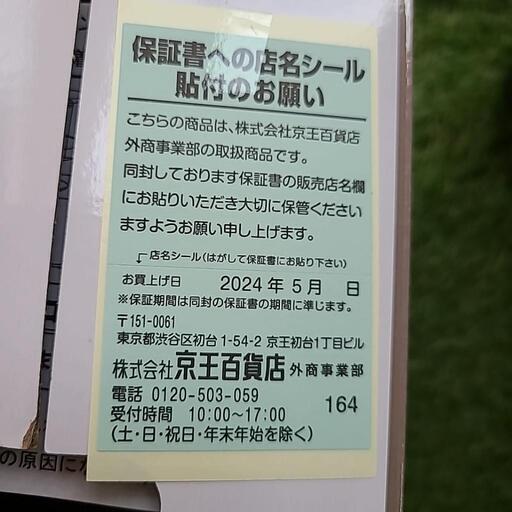 保証書への店名シール
貼付のお願い
こちらの商品は、株式会社京王百貨店
外商事業部の取扱商品です。
同封しております保証書の販売店名欄
にお貼りいただき大切に保管ください
ますようお願い申し上げます。
店名シール(はがして保証書にお貼り下さい)
お買上げ日 2024年5月 日
※保証期間は同封の保証書の期間に準じます。
〒151-0061
東京都渋谷区初台1-54-2 京王初台1丁目ビル
株式会社京王百貨店 外商事業部
電話 0120-503-059
164
受付時間 10:00〜17:00
(土・日・祝日・年末年始を除く)
の原因に